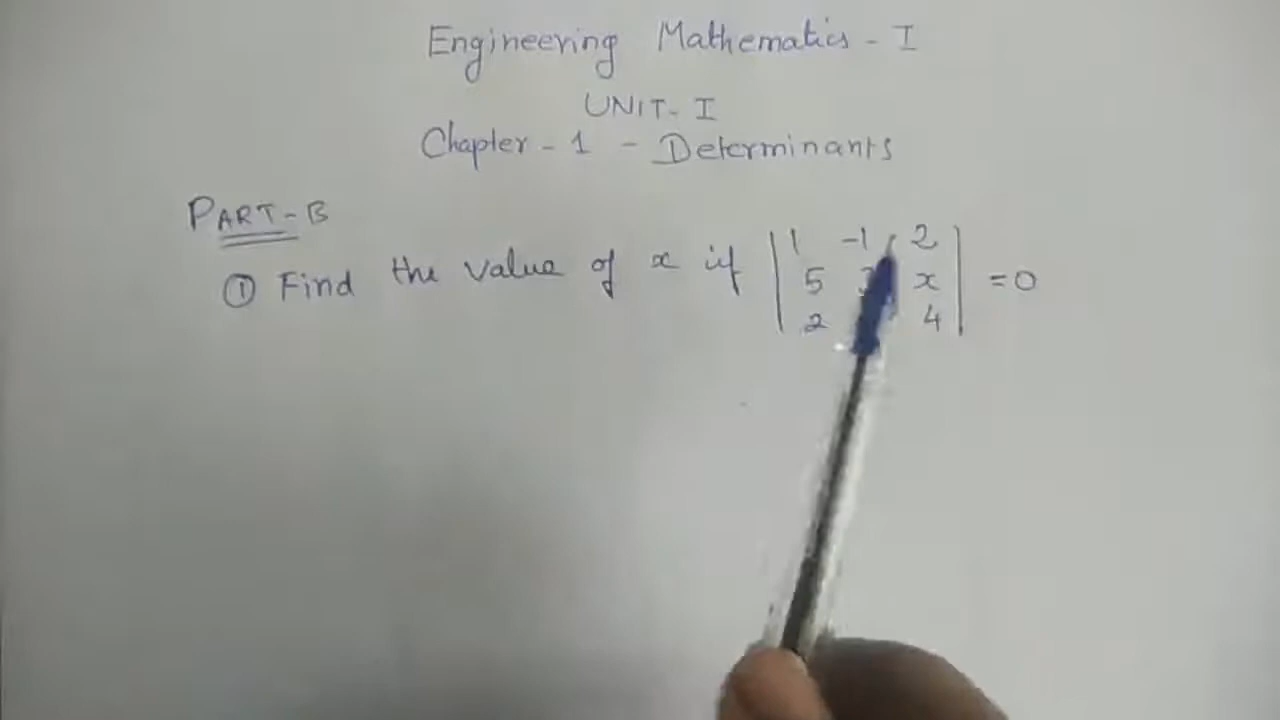 Engineering Mathematics - I
UNIT - I
Chapter - 1 - Determinants
PART - B
① Find the value of x if | 1 -1 2 | = 0
5 x
2 4